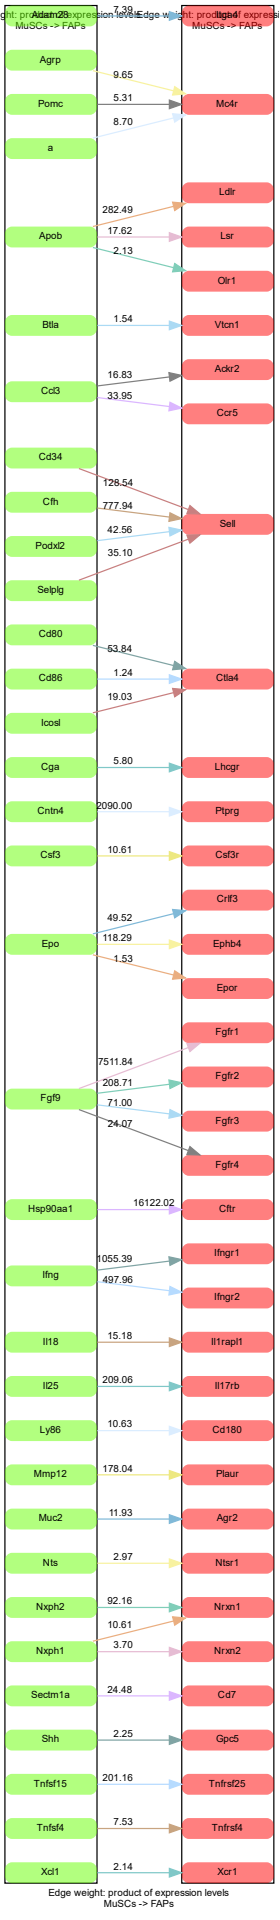 Edge weight: product of expression levels
MuSCs -> FAPs
7.39
Itga4
Agrp
9.65
Pomc
5.31
Mc4r
a
8.70
Ldlr
282.49
Apob
17.62
Lsr
2.13
Olr1
Btla
1.54
Vtcn1
Ackr2
16.83
Ccl3
33.95
Ccr5
Cd34
128.54
Cfh
777.94
Sell
Podxl2
42.56
35.10
Selplg
Cd80
53.84
Cd86
1.24
Ctla4
19.03
Icosl
Cga
5.80
Lhcgr
Cntn4
2090.00
Ptprg
Csf3
10.61
Csf3r
Crlf3
49.52
Epo
118.29
Ephb4
1.53
Epor
Fgfr1
7511.84
Fgfr2
208.71
Fgf9
71.00
Fgfr3
24.07
Fgfr4
Hsp90aa1
16122.02
Cftr
Ifngr1
1055.39
Ifng
497.96
Ifngr2
Il18
15.18
Il1rapl1
Il25
209.06
Il17rb
Ly86
10.63
Cd180
Mmp12
178.04
Plaur
Muc2
11.93
Agr2
Nts
2.97
Ntsr1
Nxph2
92.16
Nrxn1
10.61
Nxph1
3.70
Nrxn2
Sectm1a
24.48
Cd7
Shh
2.25
Gpc5
Tnfsf15
201.16
Tnfrsf25
Tnfsf4
7.53
Tnfrsf4
Xcl1
2.14
Xcr1
Edge weight: product of expression levels
MuSCs -> FAPs